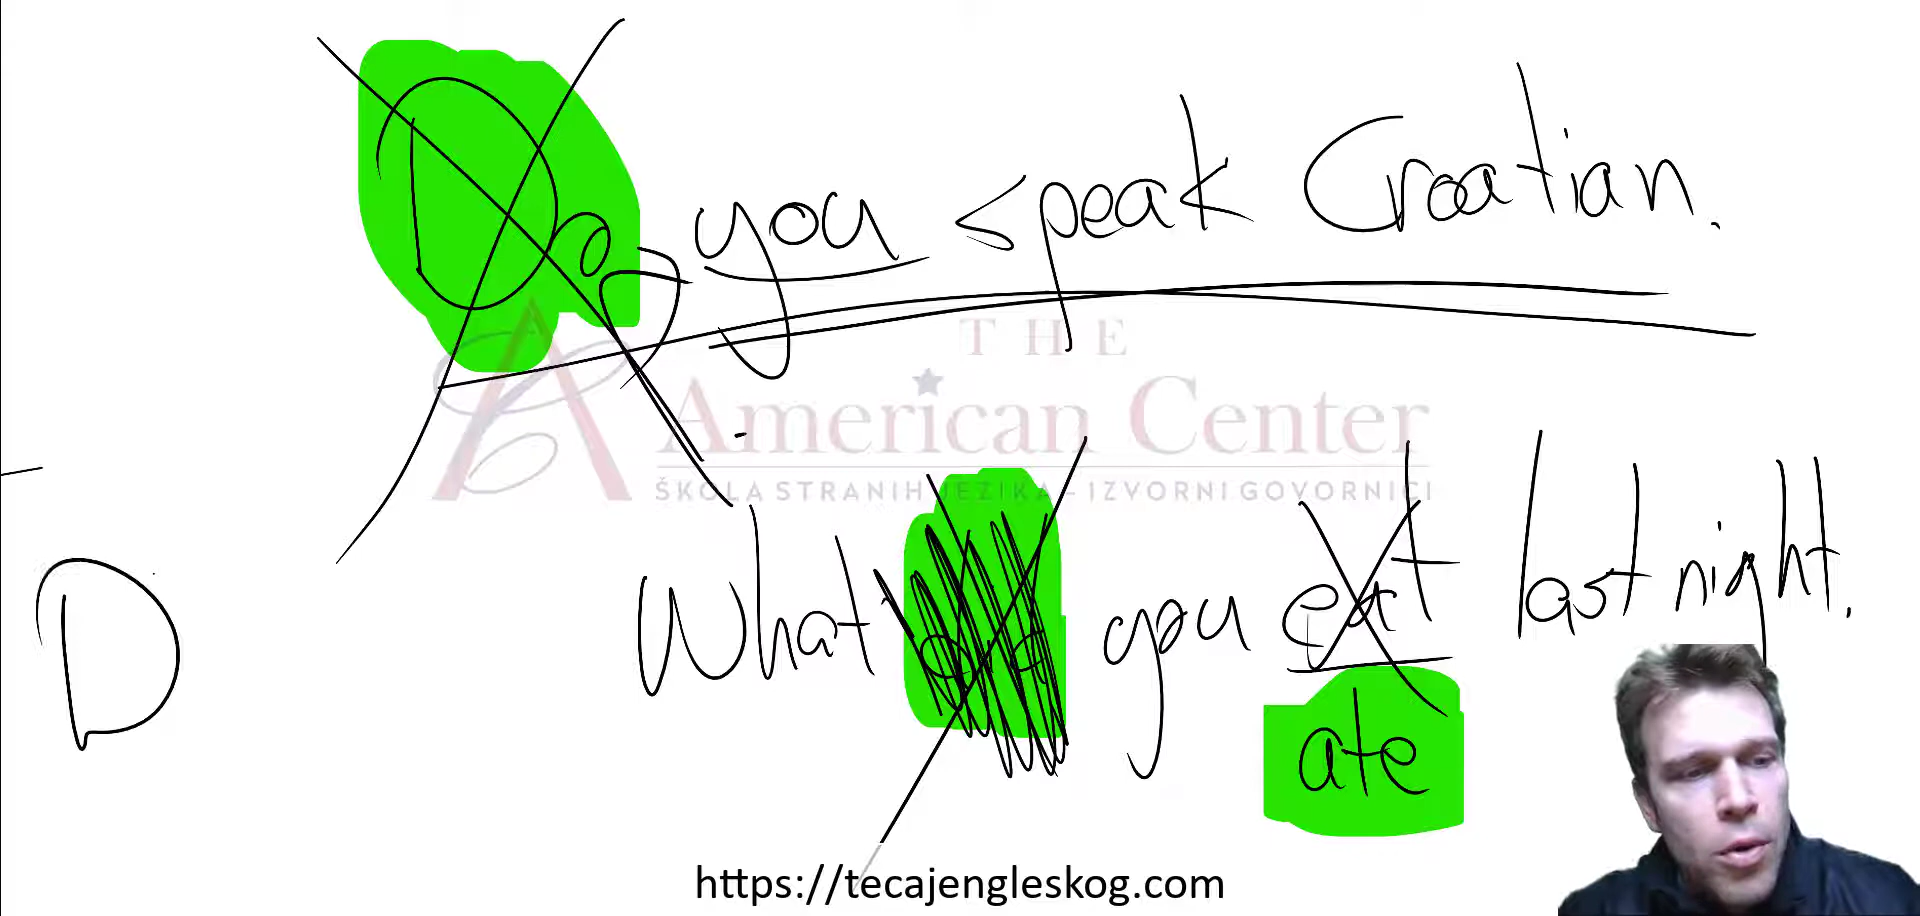 Do you speak Croatian.
THE
American Center
ŠKOLA STRANIH JEZIKA - IZVORNI GOVORNICI
What did you eat last night.
ate
D
https://tecajengleskog.com